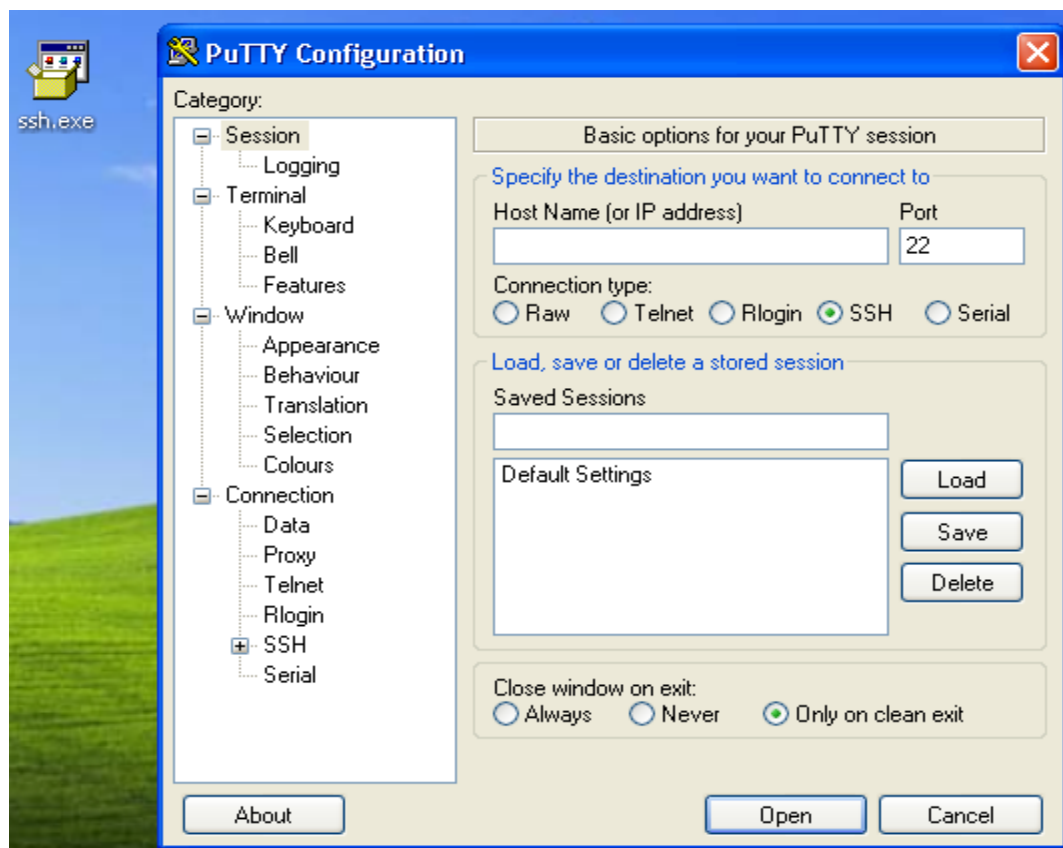 ssh.exe
PuTTY Configuration
Category:
Session
Logging
Terminal
Keyboard
Bell
Features
Window
Appearance
Behaviour
Translation
Selection
Colours
Connection
Data
Proxy
Telnet
Rlogin
SSH
Serial
Basic options for your PuTTY session
Specify the destination you want to connect to
Host Name (or IP address) Port
22
Connection type:
Raw Telnet Rlogin SSH Serial
Load, save or delete a stored session
Saved Sessions
Default Settings
Load
Save
Delete
Close window on exit:
Always Never Only on clean exit
About Open Cancel